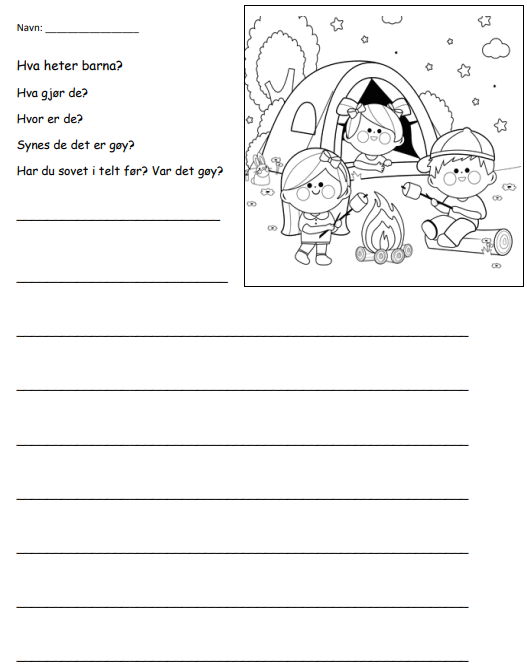 Navn: ___________________
Hva heter barna?
Hva gjør de?
Hvor er de?
Synes de det er gøy?
Har du sovet i telt før? Var det gøy?